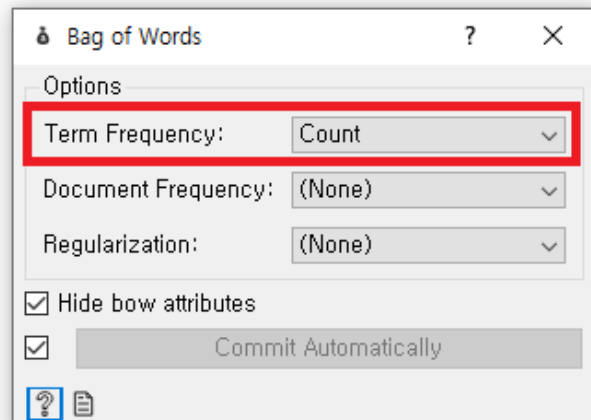 Bag of Words ?
Options
Term Frequency: Count
Document Frequency: (None)
Regularization: (None)
Hide bow attributes
Commit Automatically
?